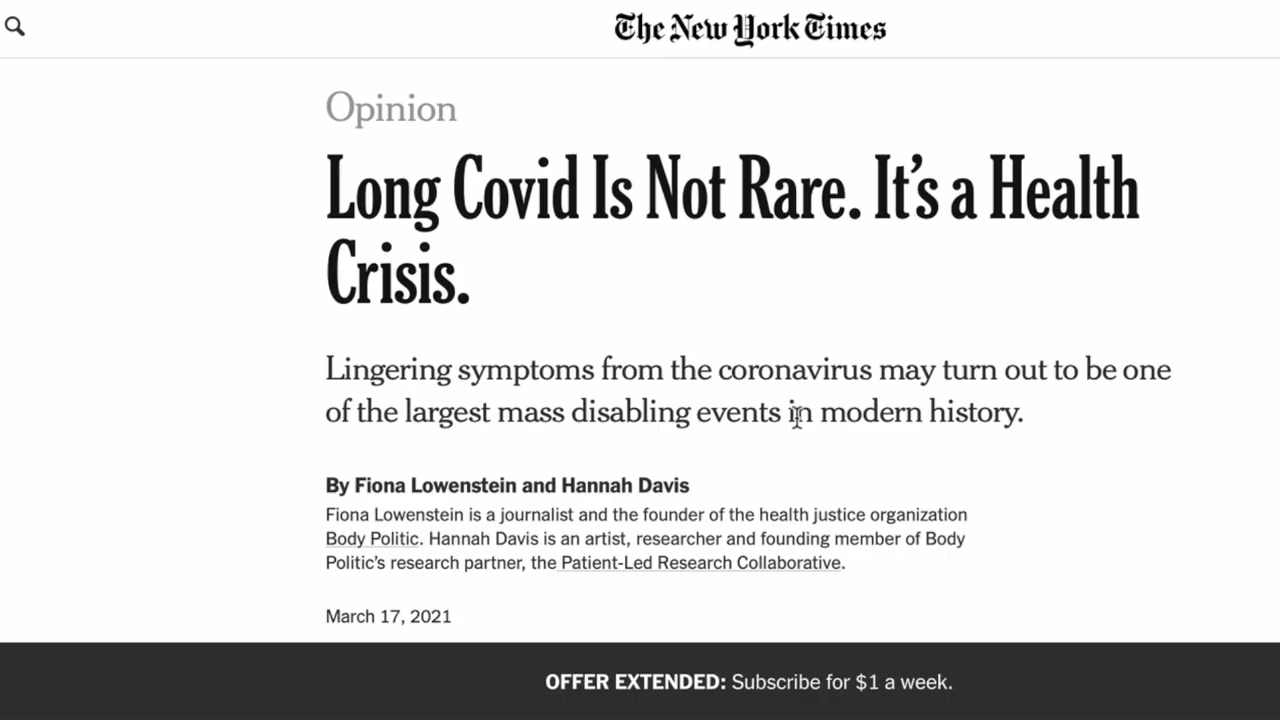 The New York Times
Opinion
Long Covid Is Not Rare. It’s a Health
Crisis.
Lingering symptoms from the coronavirus may turn out to be one
of the largest mass disabling events in modern history.
By Fiona Lowenstein and Hannah Davis
Fiona Lowenstein is a journalist and the founder of the health justice organization
Body Politic. Hannah Davis is an artist, researcher and founding member of Body
Politic’s research partner, the Patient-Led Research Collaborative.
March 17, 2021
OFFER EXTENDED: Subscribe for $1 a week.